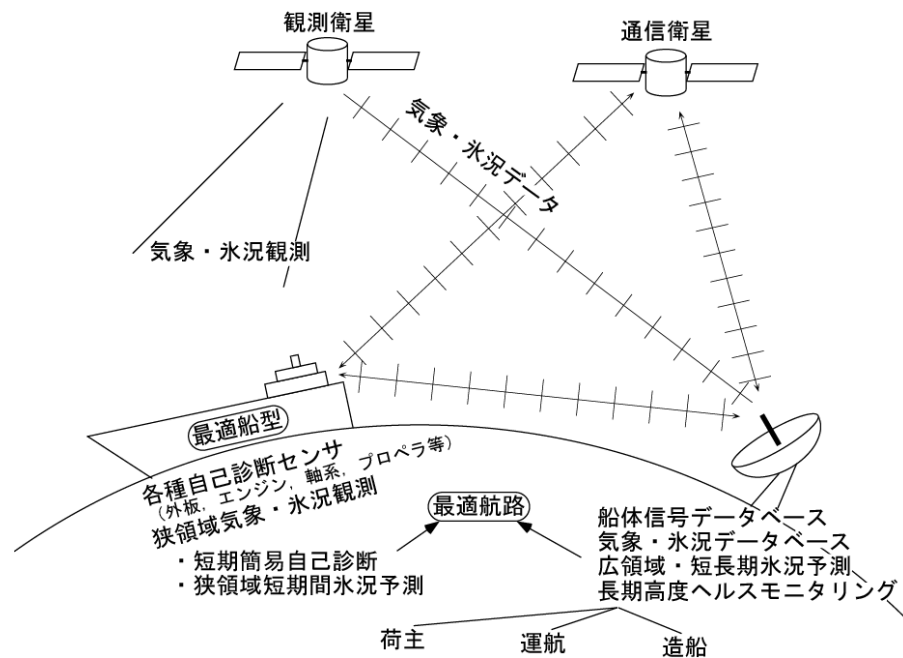 観測衛星
通信衛星
気象・氷況データ
気象・氷況観測
最適船型
各種自己診断センサ
（外板，エンジン，軸系，プロペラ等）
狭領域気象・氷況観測
・短期簡易自己診断
・狭領域短期間氷況予測
最適航路
船体信号データベース
気象・氷況データベース
広領域・短長期氷況予測
長期高度ヘルスモニタリング
荷主
運航
造船